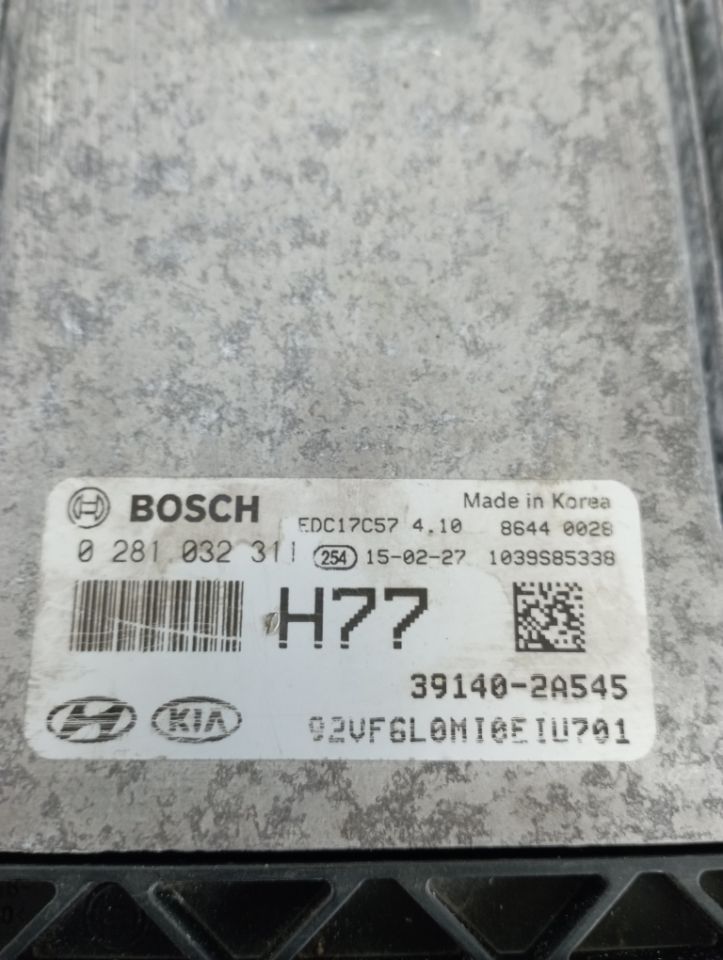 BOSCH Made in Korea
EDC17C57 4.10 8644 0028
0 281 032 311 254 15-02-27 1039S85338
H77
39140-2A545
KIA 92VF6L0MI0EIU701